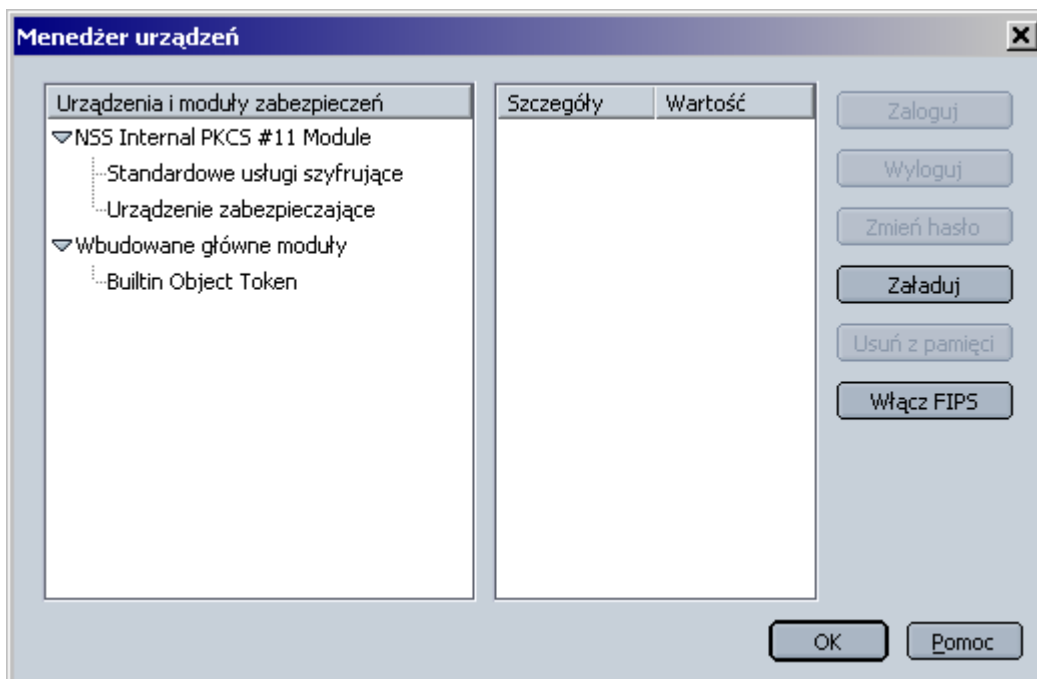 Menedżer urządzeń
Urządzenia i moduły zabezpieczeń
NSS Internal PKCS #11 Module
Standardowe usługi szyfrujące
Urządzenie zabezpieczające
Wbudowane główne moduły
Builtin Object Token
Szczegóły Wartość
Zaloguj
Wyloguj
Zmień hasło
Załaduj
Usuń z pamięci
Włącz FIPS
OK Pomoc